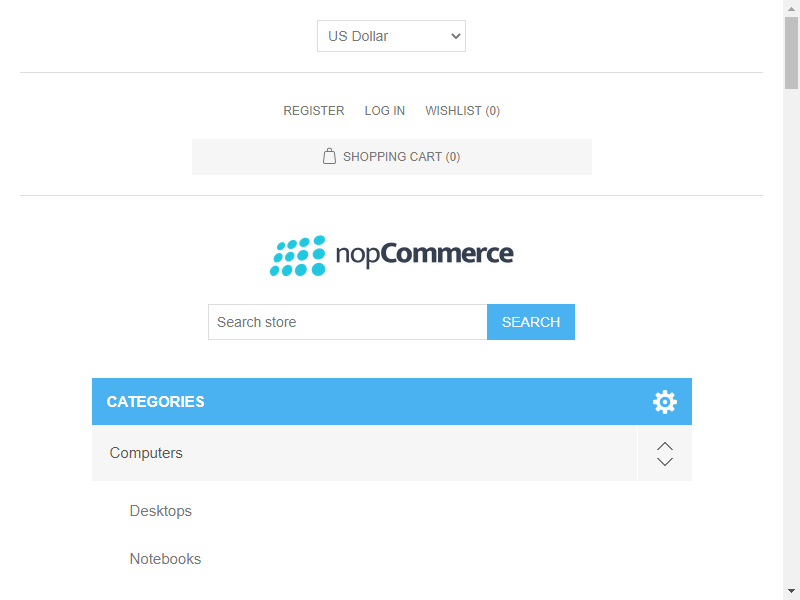 US Dollar
REGISTER LOG IN WISHLIST (0)
SHOPPING CART (0)
nopCommerce
Search store SEARCH
CATEGORIES
Computers
Desktops
Notebooks